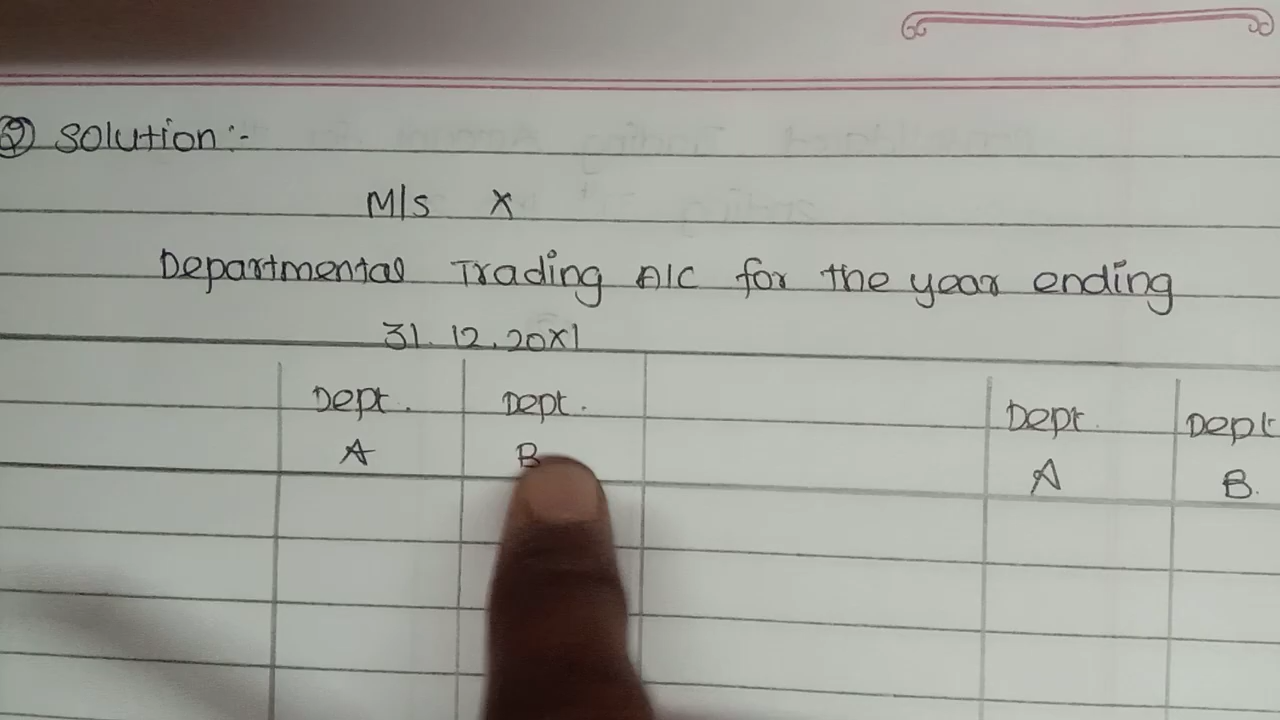 ② Solution:-
M/s X
Departmental Trading A/C for the year ending
31.12.20X1
Dept. Dept. Dept. Dept
A B A B.